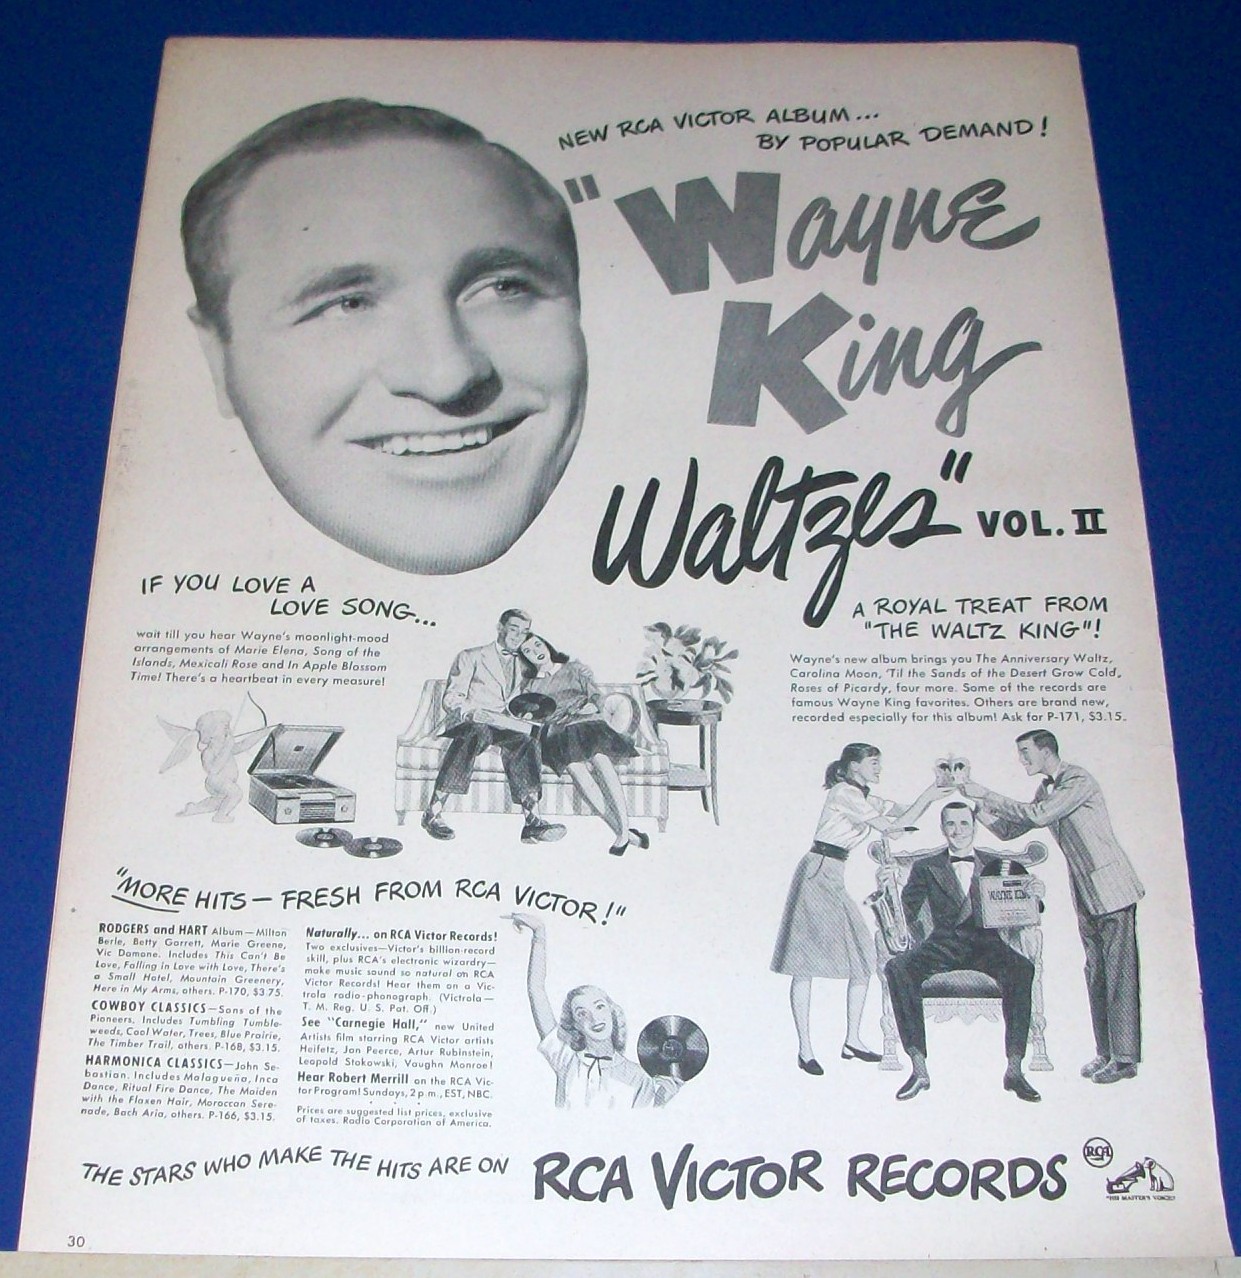 NEW RCA VICTOR ALBUM...
BY POPULAR DEMAND!
"Wayne
King
Waltzes" VOL. II
IF YOU LOVE A
LOVE SONG...
wait till you hear Wayne's moonlight-mood
arrangements of Marie Elena, Song of the
Islands, Mexicali Rose and In Apple Blossom
Time! There's a heartbeat in every measure!
A ROYAL TREAT FROM
"THE WALTZ KING"!
Wayne's new album brings you The Anniversary Waltz,
Carolina Moon, 'Til the Sands of the Desert Grow Cold,
Roses of Picardy, four more. Some of the records are
famous Wayne King favorites. Others are brand new,
recorded especially for this album! Ask for P-171, $3.15.
WAYNE KING
"MORE HITS—FRESH FROM RCA VICTOR!"
RODGERS and HART Album—Milton
Berle, Betty Garrett, Marie Greene,
Vic Damone. Includes This Can't Be
Love, Falling in Love with Love, There's
a Small Hotel, Mountain Greenery,
Here in My Arms, others. P-170, $3.75.
COWBOY CLASSICS—Sons of the
Pioneers. Includes Tumbling Tumble-
weeds, Cool Water, Trees, Blue Prairie,
The Timber Trail, others. P-168, $3.15.
HARMONICA CLASSICS—John Se-
bastian. Includes Malagueña, Inca
Dance, Ritual Fire Dance, The Maiden
with the Flaxen Hair, Moroccan Sere-
nade, Bach Aria, others. P-166, $3.15.
Naturally... on RCA Victor Records!
Two exclusives—Victor's billion-record
skill, plus RCA's electronic wizardry—
make music sound so natural on RCA
Victor Records! Hear them on a Vic-
trola radio-phonograph. (Victrola—
T. M. Reg. U. S. Pat. Off.)
See "Carnegie Hall," new United
Artists film starring RCA Victor artists
Heifetz, Jan Peerce, Artur Rubinstein,
Leopold Stokowski, Vaughn Monroe!
Hear Robert Merrill on the RCA Vic-
tor Program! Sundays, 2 p.m., EST, NBC.
Prices are suggested list prices, exclusive
of taxes. Radio Corporation of America.
THE STARS WHO MAKE THE HITS ARE ON RCA VICTOR RECORDS
RCA
"HIS MASTER'S VOICE"
30